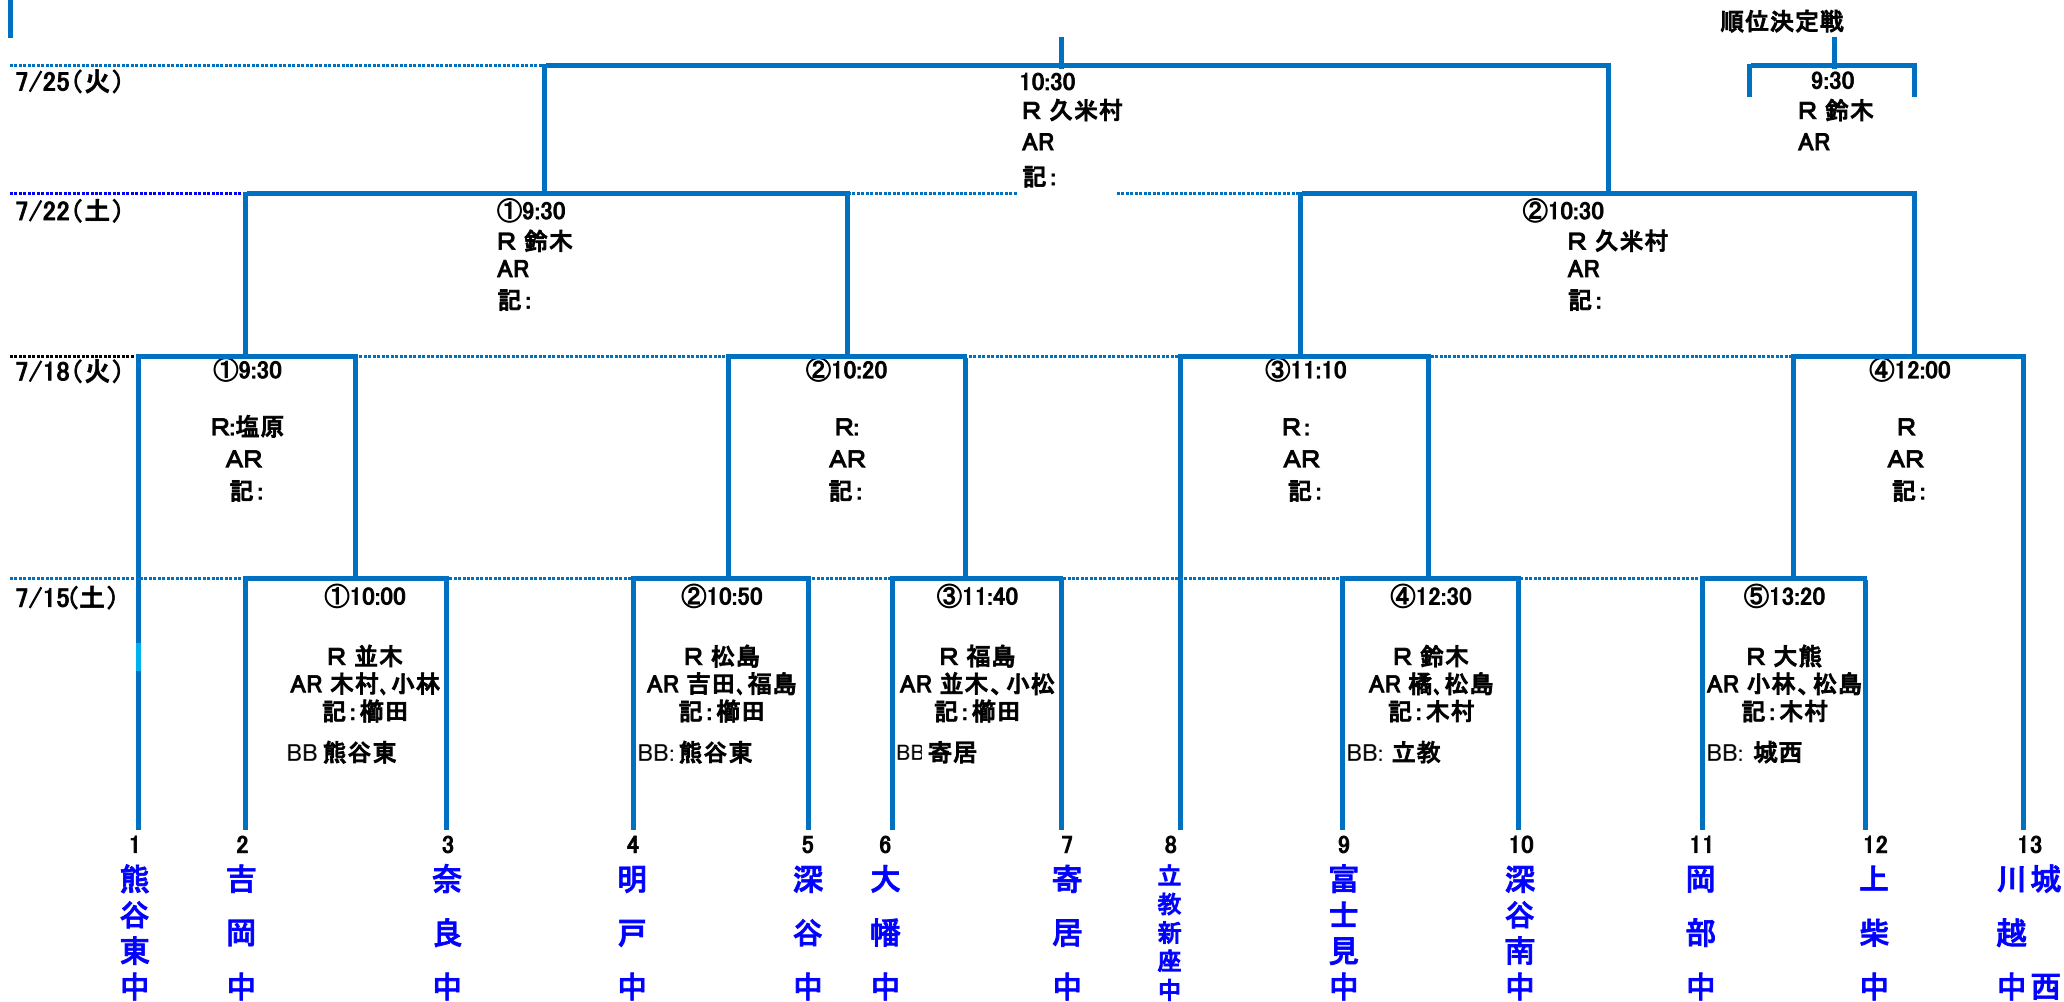 順位決定戦
7/25（火）
10:30
R 久米村
AR
記：
9:30
R 鈴木
AR
7/22（土）
①9:30
R 鈴木
AR
記：
②10:30
R 久米村
AR
記：
7/18（火）
①9:30
R:塩原
AR
記：
②10:20
R:
AR
記：
③11:10
R：
AR
記：
④12:00
R
AR
記：
7/15(土）
①10:00
R 並木
AR 木村、小林
記：櫛田
BB 熊谷東
②10:50
R 松島
AR 吉田、福島
記：櫛田
BB: 熊谷東
③11:40
R 福島
AR 並木、小松
記：櫛田
BB 寄居
④12:30
R 鈴木
AR 橘、松島
記：木村
BB: 立教
⑤13:20
R 大熊
AR 小林、松島
記：木村
BB: 城西
1
熊谷東中
2
吉岡中
3
奈良中
4
明戸中
5
深谷中
6
大幡中
7
寄居中
8
立教新座中
9
富士見中
10
深谷南中
11
岡部中
12
上柴中
13
城西
川越中